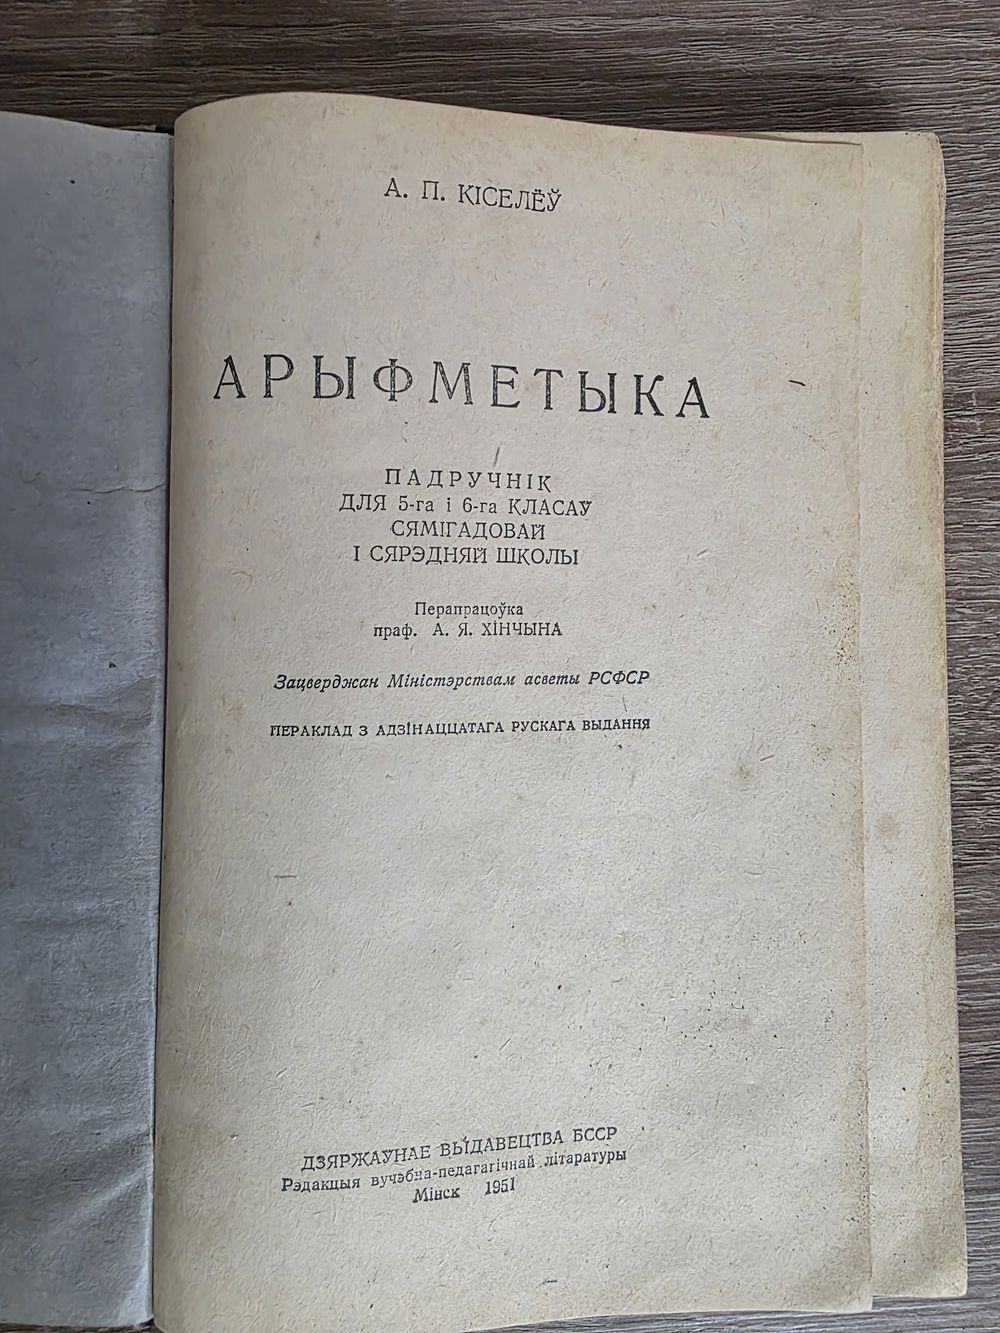 А. П. КІСЕЛЁЎ
АРЫФМЕТЫКА
ПАДРУЧНІК
ДЛЯ 5-га і 6-га КЛАСАЎ
СЯМІГАДОВАЙ
І СЯРЭДНЯЙ ШКОЛЫ
Перапрацоўка
праф. А. Я. ХІНЧЫНА
Зацверджан Міністэрствам асветы РСФСР
ПЕРАКЛАД З АДЗІНАЦЦАТАГА РУСКАГА ВЫДАННЯ
ДЗЯРЖАЎНАЕ ВЫДАВЕЦТВА БССР
Рэдакцыя вучэбна-педагагічнай літаратуры
Мінск 1951